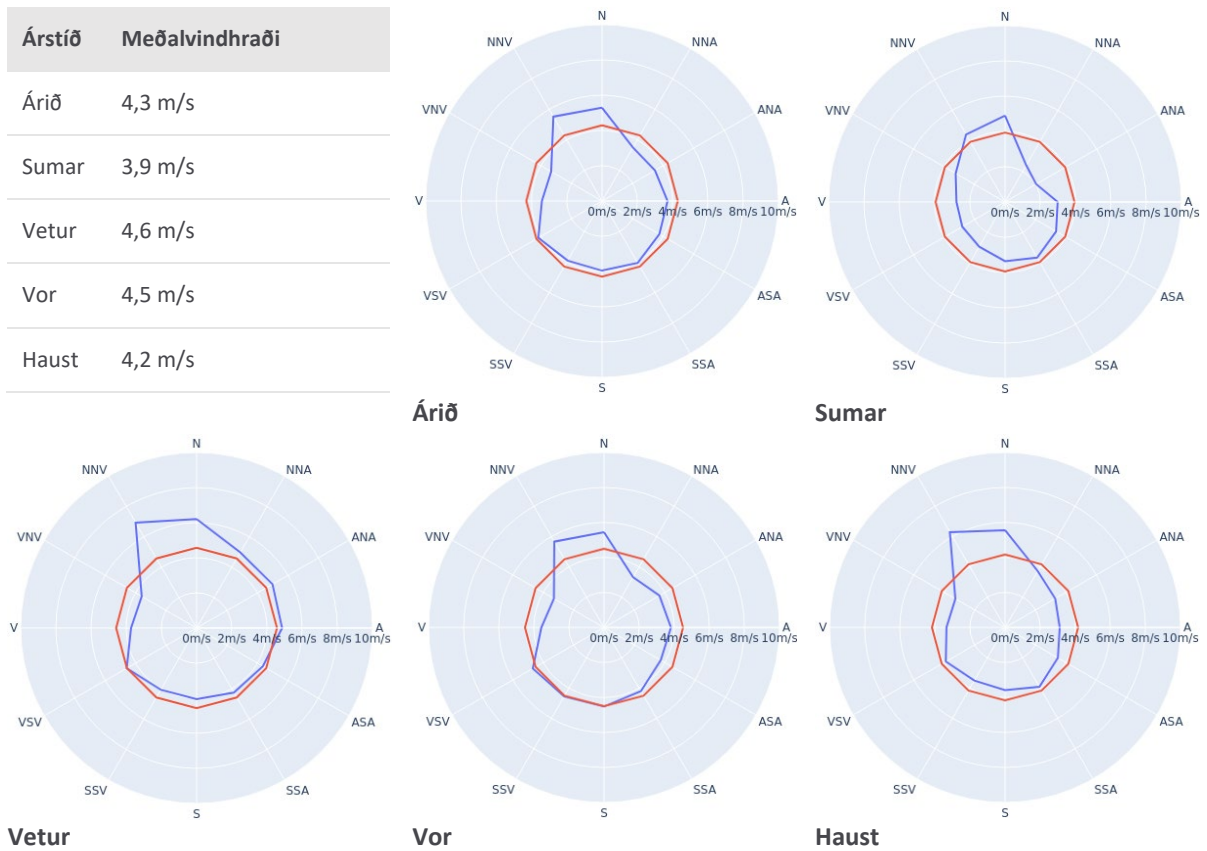 Árstíð Meðalvindhraði
Árið 4,3 m/s
Sumar 3,9 m/s
Vetur 4,6 m/s
Vor 4,5 m/s
Haust 4,2 m/s
N
NNV NNA
VNV ANA
V 0m/s 2m/s 4m/s 6m/s 8m/s 10m/s A
VSV ASA
SSV SSA
S
Árið
N
NNV NNA
VNV ANA
V 0m/s 2m/s 4m/s 6m/s 8m/s 10m/s A
VSV ASA
SSV SSA
S
Sumar
N
NNV NNA
VNV ANA
V 0m/s 2m/s 4m/s 6m/s 8m/s 10m/s A
VSV ASA
SSV SSA
S
Vetur
N
NNV NNA
VNV ANA
V 0m/s 2m/s 4m/s 6m/s 8m/s 10m/s A
VSV ASA
SSV SSA
S
Vor
N
NNV NNA
VNV ANA
V 0m/s 2m/s 4m/s 6m/s 8m/s 10m/s A
VSV ASA
SSV SSA
S
Haust